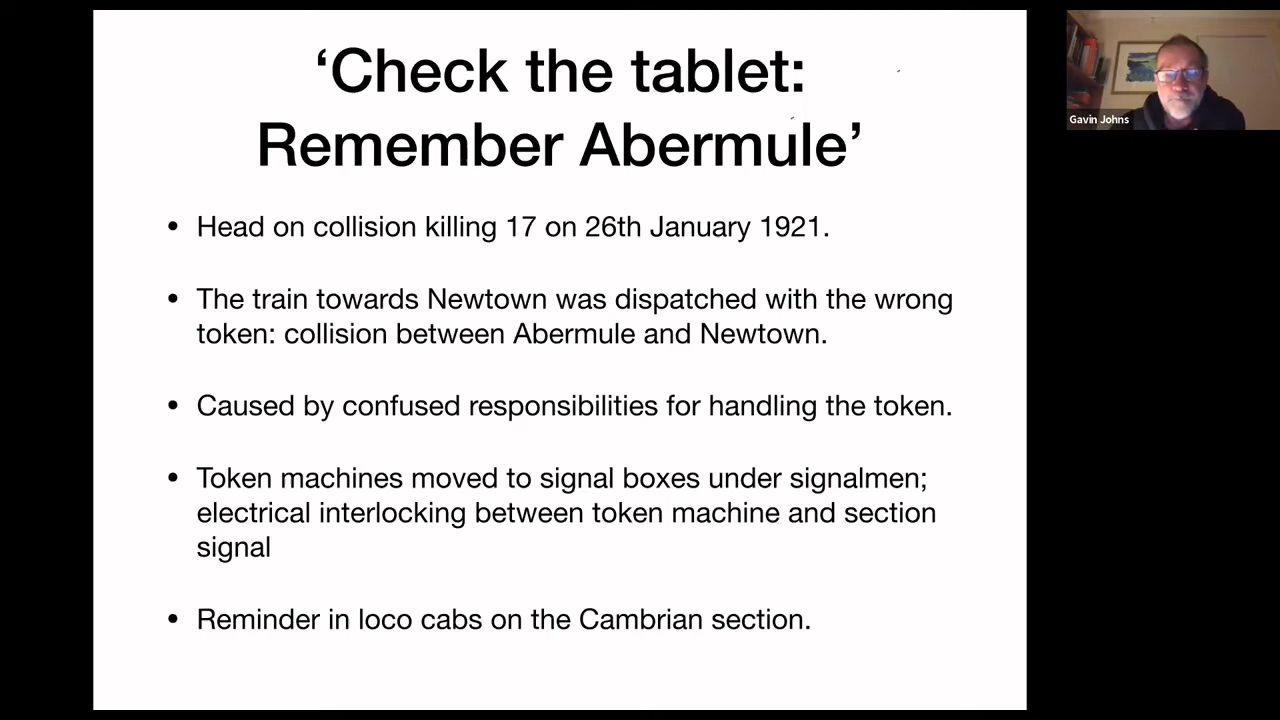 ‘Check the tablet:
Remember Abermule’
• Head on collision killing 17 on 26th January 1921.
• The train towards Newtown was dispatched with the wrong
token: collision between Abermule and Newtown.
• Caused by confused responsibilities for handling the token.
• Token machines moved to signal boxes under signalmen;
electrical interlocking between token machine and section
signal
• Reminder in loco cabs on the Cambrian section.
Gavin Johns